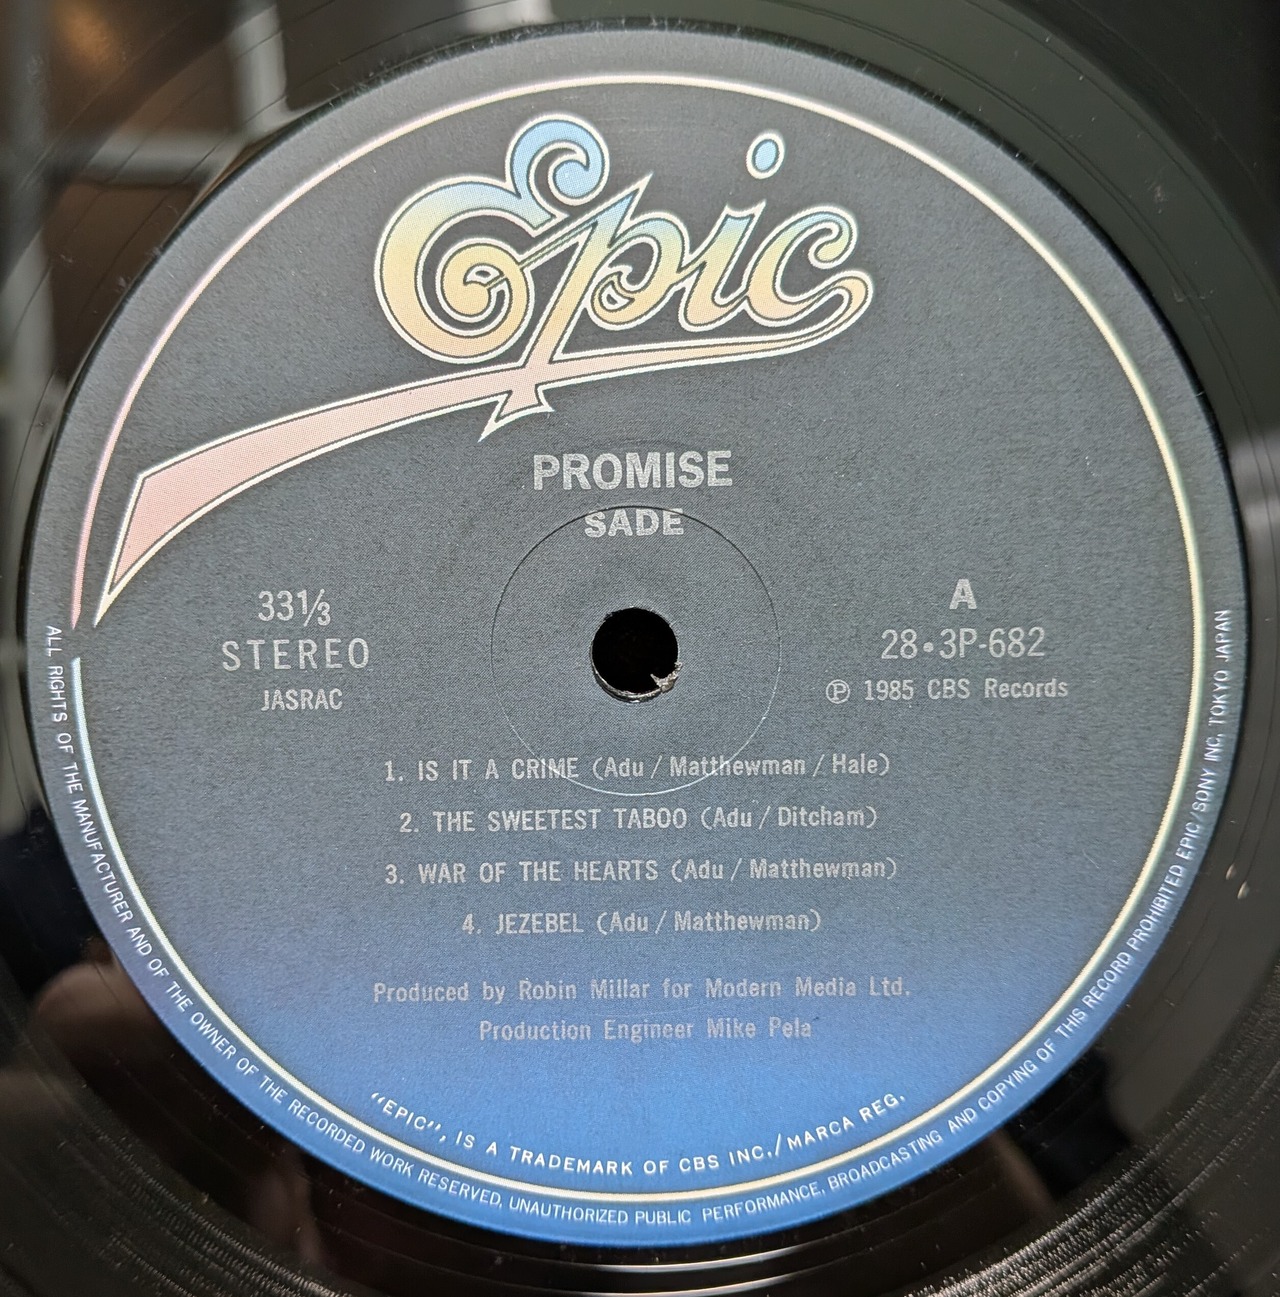 Epic
PROMISE
SADE
33⅓
STEREO
JASRAC
A
28•3P-682
℗ 1985 CBS Records
1. IS IT A CRIME (Adu / Matthewman / Hale)
2. THE SWEETEST TABOO (Adu / Ditcham)
3. WAR OF THE HEARTS (Adu / Matthewman)
4. JEZEBEL (Adu / Matthewman)
Produced by Robin Millar for Modern Media Ltd.
Production Engineer Mike Pela
“EPIC”, IS A TRADEMARK OF CBS INC./MARCA REG.
ALL RIGHTS OF THE MANUFACTURER AND OF THE OWNER OF THE RECORDED WORK RESERVED, UNAUTHORIZED PUBLIC PERFORMANCE, BROADCASTING AND COPYING OF THIS RECORD PROHIBITED EPIC/SONY INC. TOKYO JAPAN